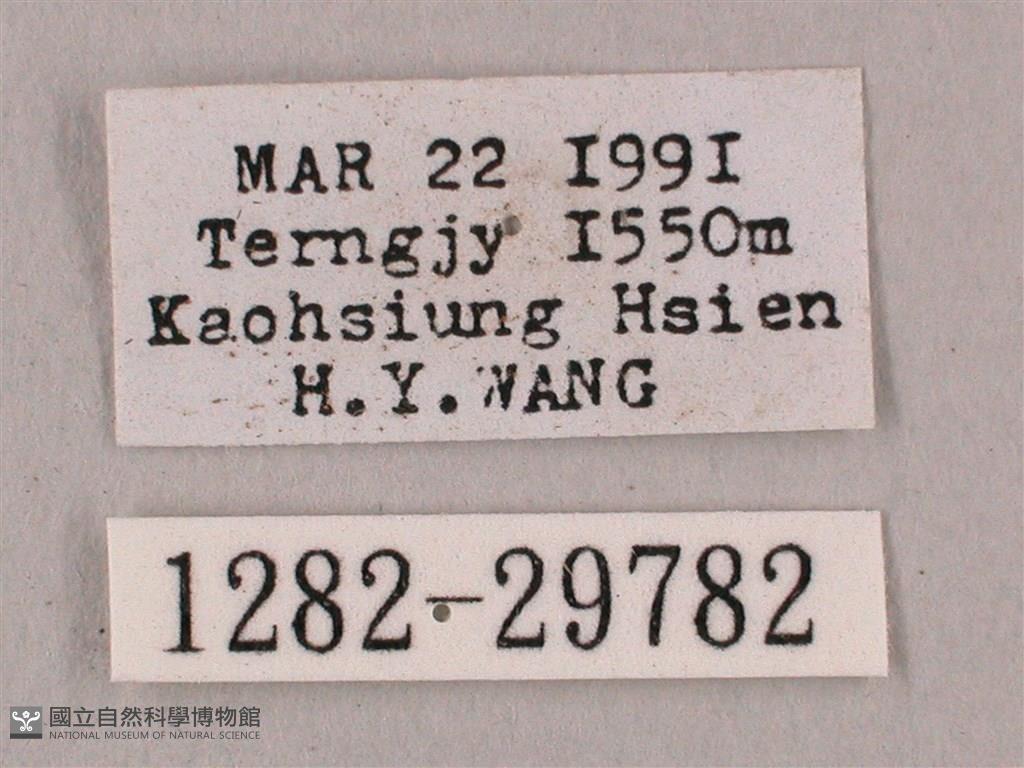 MAR 22 1991
Terngjy 1550m
Kaohsiung Hsien
H.Y.WANG
1282-29782
國立自然科學博物館
NATIONAL MUSEUM OF NATURAL SCIENCE